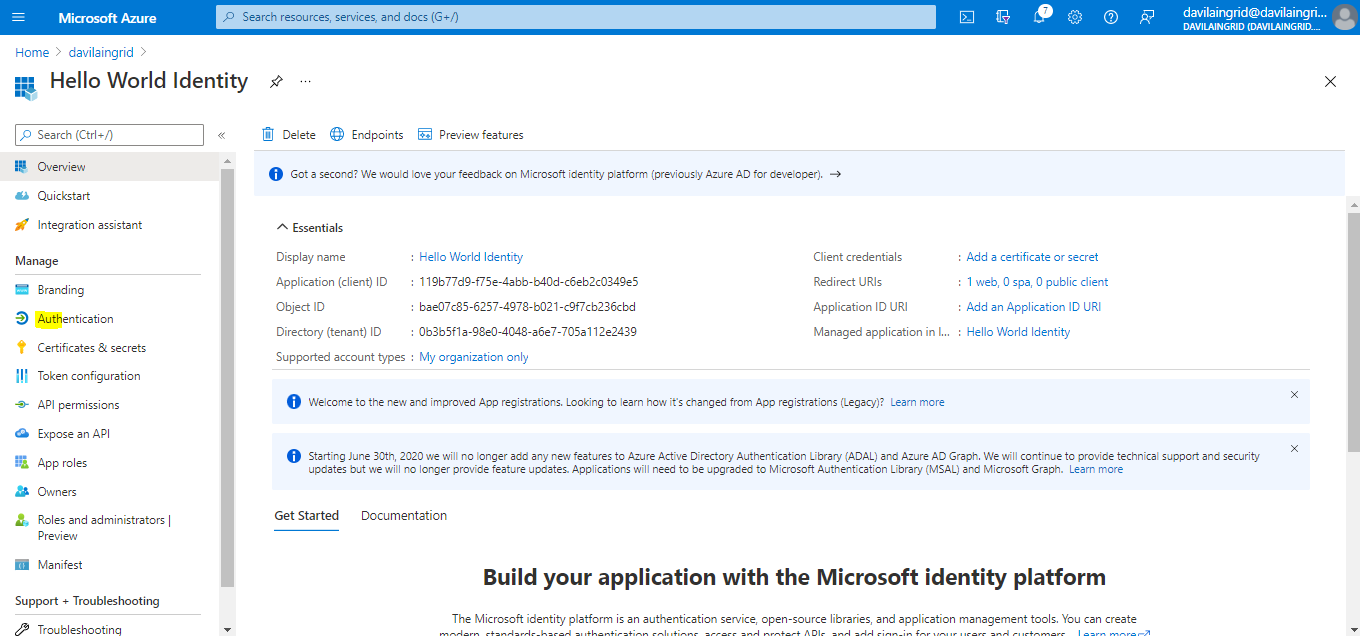 Microsoft Azure
Search resources, services, and docs (G+/)
7
davilaingrid@davilaingri...
DAVILAINGRID (DAVILAINGRID....
Home > davilaingrid >
Hello World Identity
...
Search (Ctrl+/)
«
Overview
Quickstart
Integration assistant
Manage
Branding
Authentication
Certificates & secrets
Token configuration
API permissions
Expose an API
App roles
Owners
Roles and administrators |
Preview
Manifest
Support + Troubleshooting
Troubleshooting
Delete
Endpoints
Preview features
Got a second? We would love your feedback on Microsoft identity platform (previously Azure AD for developer). →
Essentials
Display name : Hello World Identity
Application (client) ID : 119b77d9-f75e-4abb-b40d-c6eb2c0349e5
Object ID : bae07c85-6257-4978-b021-c9f7cb236cbd
Directory (tenant) ID : 0b3b5f1a-98e0-4048-a6e7-705a112e2439
Supported account types : My organization only
Client credentials : Add a certificate or secret
Redirect URIs : 1 web, 0 spa, 0 public client
Application ID URI : Add an Application ID URI
Managed application in l... : Hello World Identity
Welcome to the new and improved App registrations. Looking to learn how it's changed from App registrations (Legacy)? Learn more
Starting June 30th, 2020 we will no longer add any new features to Azure Active Directory Authentication Library (ADAL) and Azure AD Graph. We will continue to provide technical support and security
updates but we will no longer provide feature updates. Applications will need to be upgraded to Microsoft Authentication Library (MSAL) and Microsoft Graph. Learn more
Get Started
Documentation
Build your application with the Microsoft identity platform
The Microsoft identity platform is an authentication service, open-source libraries, and application management tools. You can create
modern, standards-based authentication solutions, access and protect APIs, and add sign-in for your users and customers. Learn more